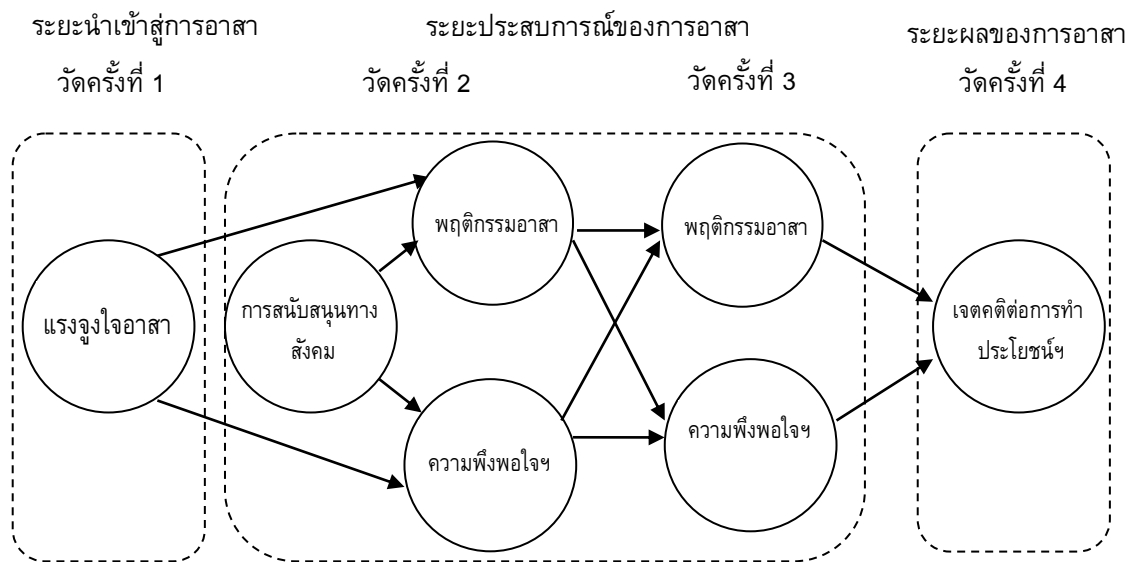 ระยะนำเข้าสู่การอาสา
ระยะประสบการณ์ของการอาสา
ระยะผลของการอาสา
วัดครั้งที่ 1
วัดครั้งที่ 2
วัดครั้งที่ 3
วัดครั้งที่ 4
แรงจูงใจอาสา
การสนับสนุนทาง
สังคม
พฤติกรรมอาสา
ความพึงพอใจฯ
พฤติกรรมอาสา
ความพึงพอใจฯ
เจตคติต่อการทำ
ประโยชน์ฯ